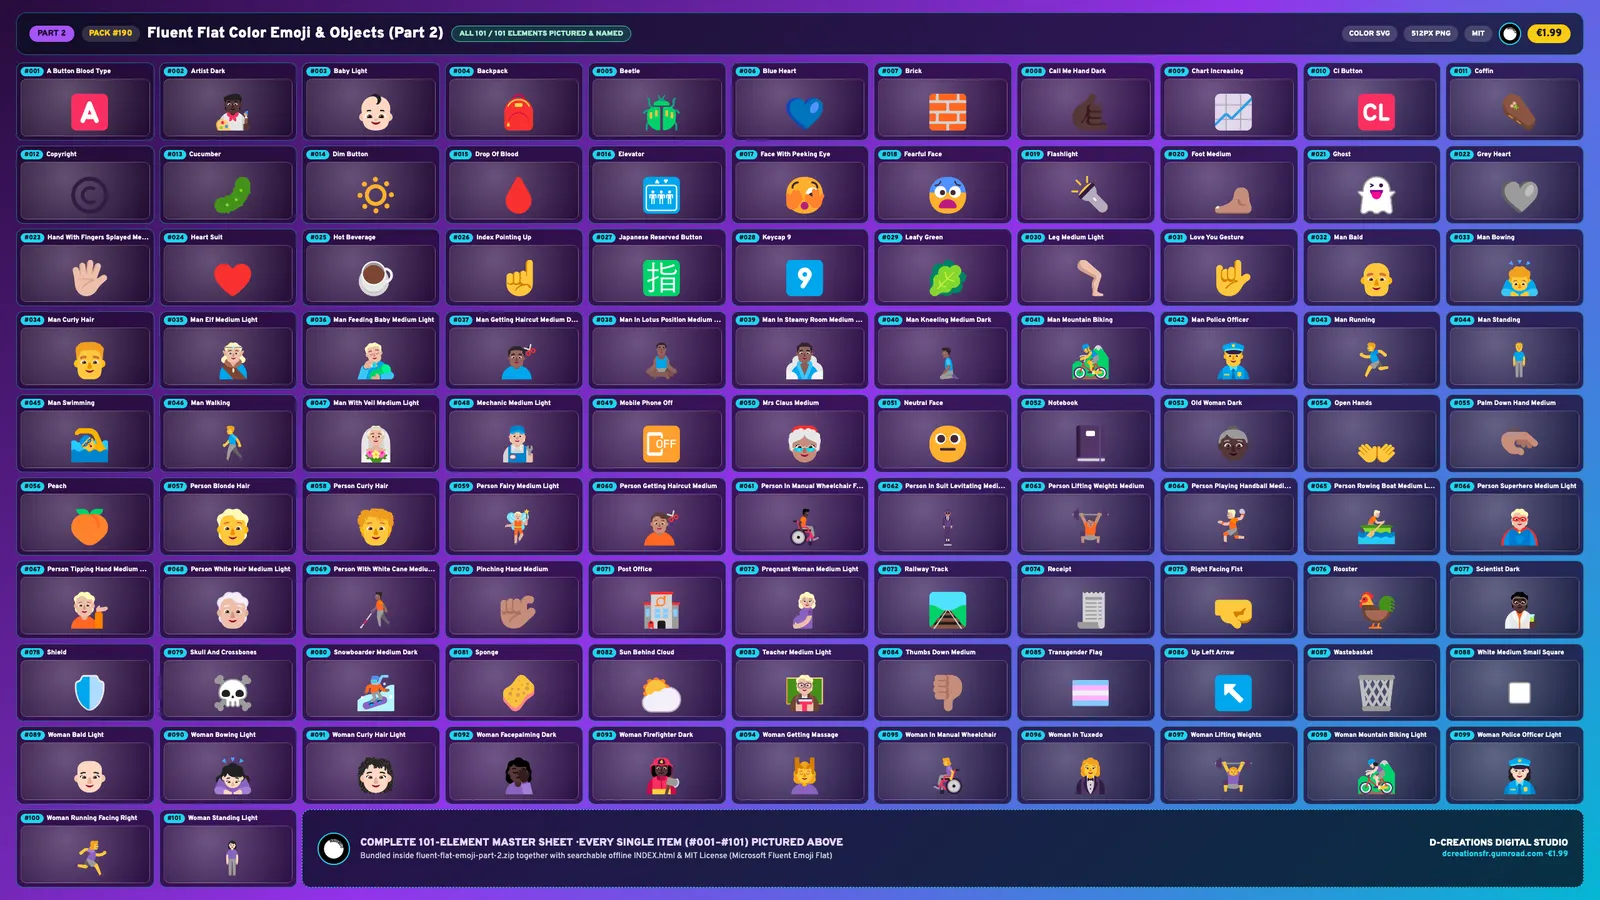 PART 2 PACK #190 Fluent Flat Color Emoji & Objects (Part 2) ALL 101 / 101 ELEMENTS PICTURED & NAMED COLOR SVG 512PX PNG MIT €1.99
#001 A Button Blood Type #002 Artist Dark #003 Baby Light #004 Backpack #005 Beetle #006 Blue Heart #007 Brick #008 Call Me Hand Dark #009 Chart Increasing #010 Cl Button #011 Coffin
A CL
#012 Copyright #013 Cucumber #014 Dim Button #015 Drop Of Blood #016 Elevator #017 Face With Peeking Eye #018 Fearful Face #019 Flashlight #020 Foot Medium #021 Ghost #022 Grey Heart
©
#023 Hand With Fingers Splayed Me... #024 Heart Suit #025 Hot Beverage #026 Index Pointing Up #027 Japanese Reserved Button #028 Keycap 9 #029 Leafy Green #030 Leg Medium Light #031 Love You Gesture #032 Man Bald #033 Man Bowing
指 9
#034 Man Curly Hair #035 Man Elf Medium Light #036 Man Feeding Baby Medium Light #037 Man Getting Haircut Medium D... #038 Man In Lotus Position Medium ... #039 Man In Steamy Room Medium ... #040 Man Kneeling Medium Dark #041 Man Mountain Biking #042 Man Police Officer #043 Man Running #044 Man Standing
#045 Man Swimming #046 Man Walking #047 Man With Veil Medium Light #048 Mechanic Medium Light #049 Mobile Phone Off #050 Mrs Claus Medium #051 Neutral Face #052 Notebook #053 Old Woman Dark #054 Open Hands #055 Palm Down Hand Medium
OFF
#056 Peach #057 Person Blonde Hair #058 Person Curly Hair #059 Person Fairy Medium Light #060 Person Getting Haircut Medium #061 Person In Manual Wheelchair F... #062 Person In Suit Levitating Medi... #063 Person Lifting Weights Medium #064 Person Playing Handball Medi... #065 Person Rowing Boat Medium L... #066 Person Superhero Medium Light
#067 Person Tipping Hand Medium ... #068 Person White Hair Medium Light #069 Person With White Cane Mediu... #070 Pinching Hand Medium #071 Post Office #072 Pregnant Woman Medium Light #073 Railway Track #074 Receipt #075 Right Facing Fist #076 Rooster #077 Scientist Dark
#078 Shield #079 Skull And Crossbones #080 Snowboarder Medium Dark #081 Sponge #082 Sun Behind Cloud #083 Teacher Medium Light #084 Thumbs Down Medium #085 Transgender Flag #086 Up Left Arrow #087 Wastebasket #088 White Medium Small Square
#089 Woman Bald Light #090 Woman Bowing Light #091 Woman Curly Hair Light #092 Woman Facepalming Dark #093 Woman Firefighter Dark #094 Woman Getting Massage #095 Woman In Manual Wheelchair #096 Woman In Tuxedo #097 Woman Lifting Weights #098 Woman Mountain Biking Light #099 Woman Police Officer Light
#100 Woman Running Facing Right #101 Woman Standing Light
COMPLETE 101-ELEMENT MASTER SHEET · EVERY SINGLE ITEM (#001–#101) PICTURED ABOVE
Bundled inside fluent-flat-emoji-part-2.zip together with searchable offline INDEX.html & MIT License (Microsoft Fluent Emoji Flat)
D-CREATIONS DIGITAL STUDIO
dcreationsfr.gumroad.com · €1.99